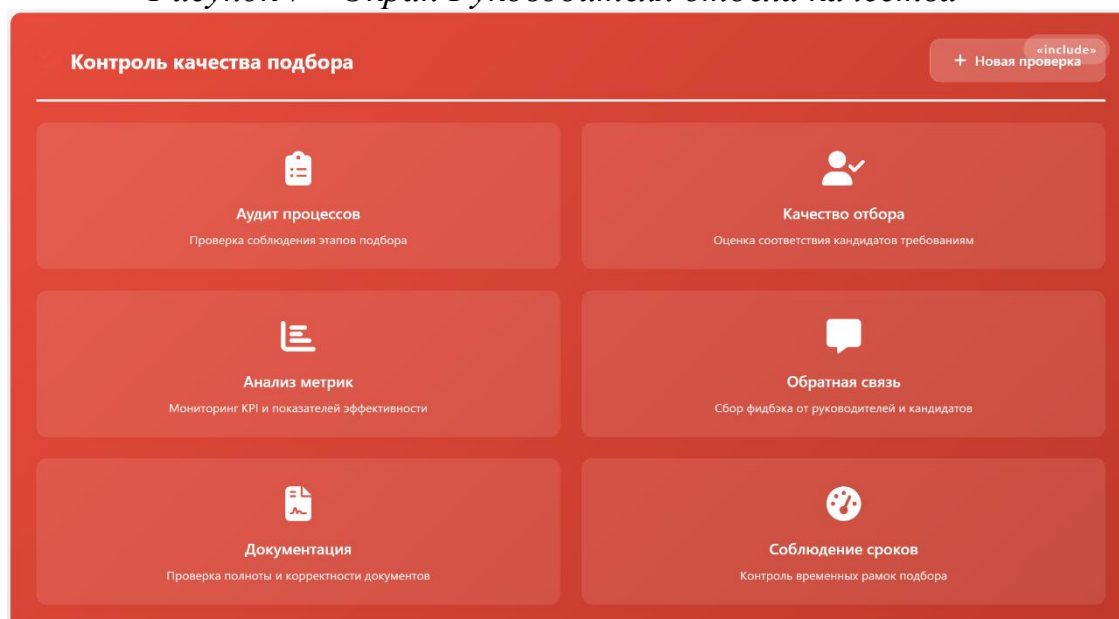 Контроль качества подбора
«include»
+ Новая проверка
Аудит процессов
Проверка соблюдения этапов подбора
Качество отбора
Оценка соответствия кандидатов требованиям
Анализ метрик
Мониторинг KPI и показателей эффективности
Обратная связь
Сбор фидбэка от руководителей и кандидатов
Документация
Проверка полноты и корректности документов
Соблюдение сроков
Контроль временных рамок подбора